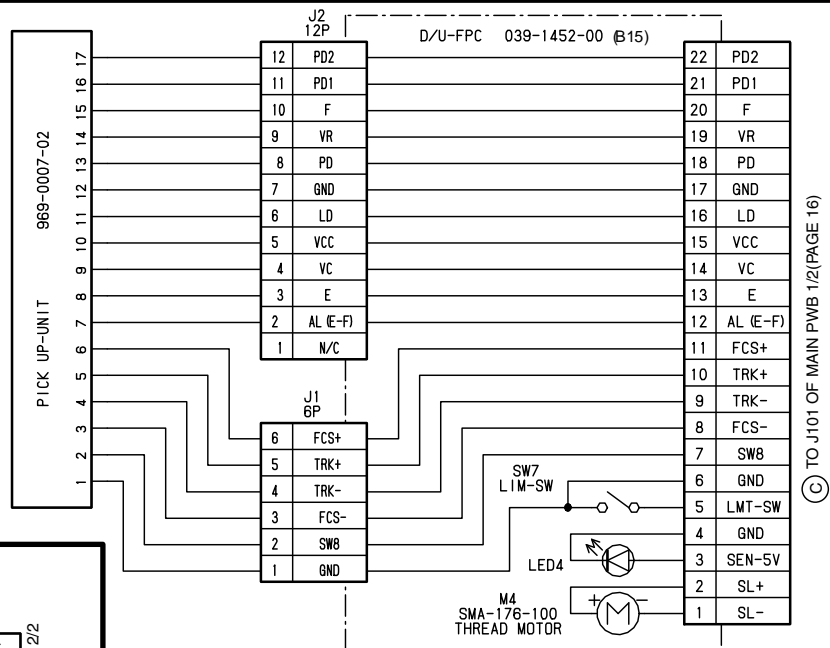 J2
12P
D/U-FPC 039-1452-00 (B15)
PICK UP-UNIT 969-0007-02
17
16
15
14
13
12
11
10
9
8
7
6
5
4
3
2
1
12 PD2
11 PD1
10 F
9 VR
8 PD
7 GND
6 LD
5 VCC
4 VC
3 E
2 AL (E-F)
1 N/C
J1
6P
6 FCS+
5 TRK+
4 TRK-
3 FCS-
2 SW8
1 GND
22 PD2
21 PD1
20 F
19 VR
18 PD
17 GND
16 LD
15 VCC
14 VC
13 E
12 AL (E-F)
11 FCS+
10 TRK+
9 TRK-
8 FCS-
7 SW8
6 GND
5 LMT-SW
4 GND
3 SEN-5V
2 SL+
1 SL-
SW7
LIM-SW
LED4
M4
SMA-176-100
THREAD MOTOR
+ M -
C TO J101 OF MAIN PWB 1/2(PAGE 16)
2/2